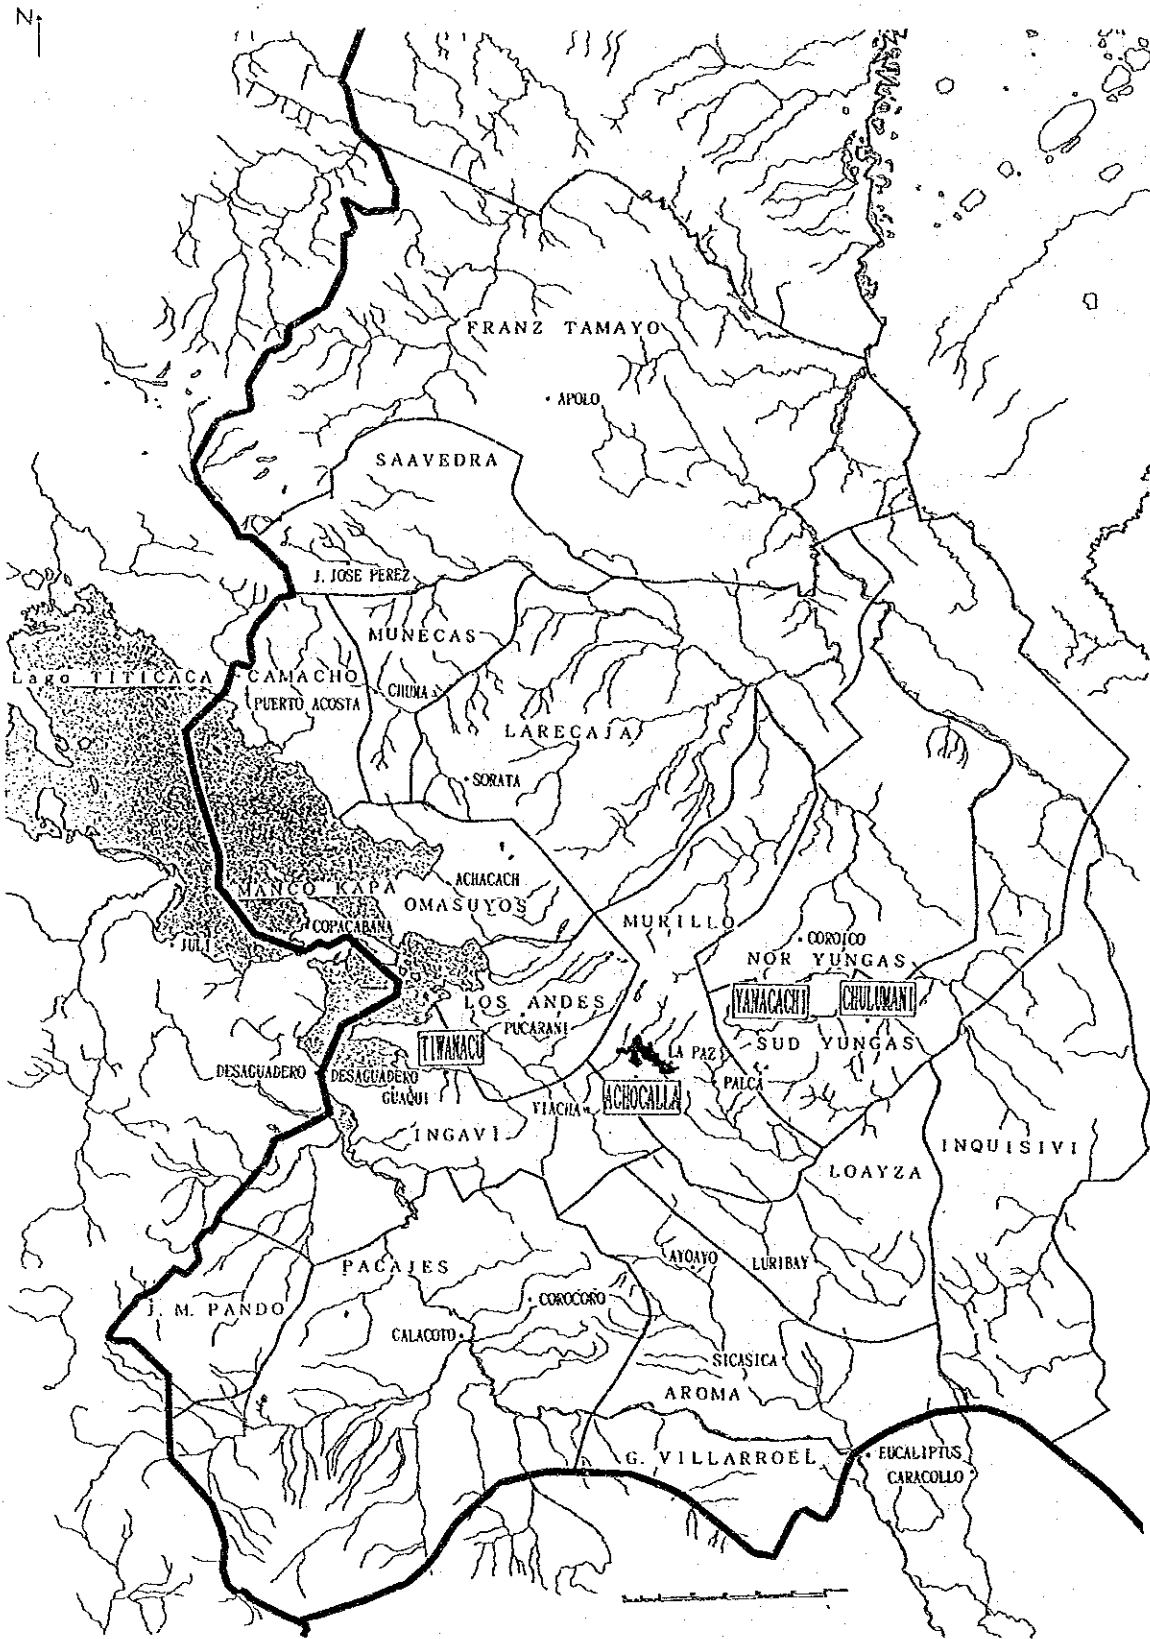 N
FRANZ TAMAYO
APOLO
SAAVEDRA
J. JOSE PEREZ
MUNECAS
Lago TITICACA
CAMACHO
CHUMA
PUERTO ACOSTA
LARECAJA
SORATA
ACHACACH
MANCO KAPA
OMASUYOS
COPACABANA
MURILLO
JULI
COROICO
NOR YUNGAS
LOS ANDES
YANACACHI
CHULUMANI
PUCARANI
TIWANACU
SUD YUNGAS
LA PAZ
DESAGUADERO
DESAGUADERO
PALCA
GUAQUI
ACHOCALLA
VIACHA
INGAVI
INQUISIVI
LOAYZA
AYOAYO
LURIBAY
PACAJES
COROCORO
J. M. PANDO
CALACOTO
SICASICA
AROMA
G. VILLARROEL
EUCALIPTUS
CARACOLLO